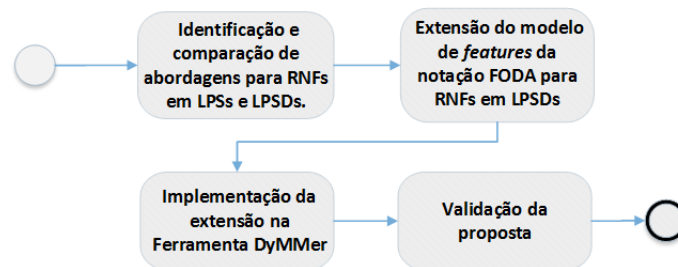 Identificação e
comparação de
abordagens para RNFs
em LPSs e LPSDs.
Extensão do modelo
de features da
notação FODA para
RNFs em LPSDs
Implementação da
extensão na
Ferramenta DyMMer
Validação da
proposta